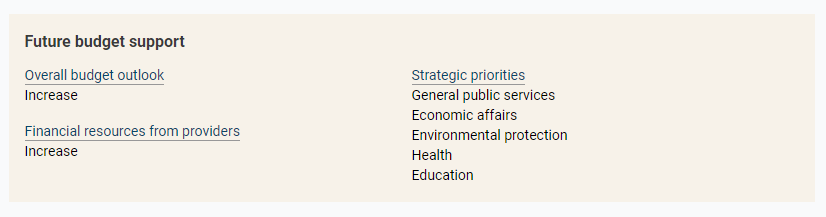 Future budget support
Overall budget outlook
Increase
Financial resources from providers
Increase
Strategic priorities
General public services
Economic affairs
Environmental protection
Health
Education